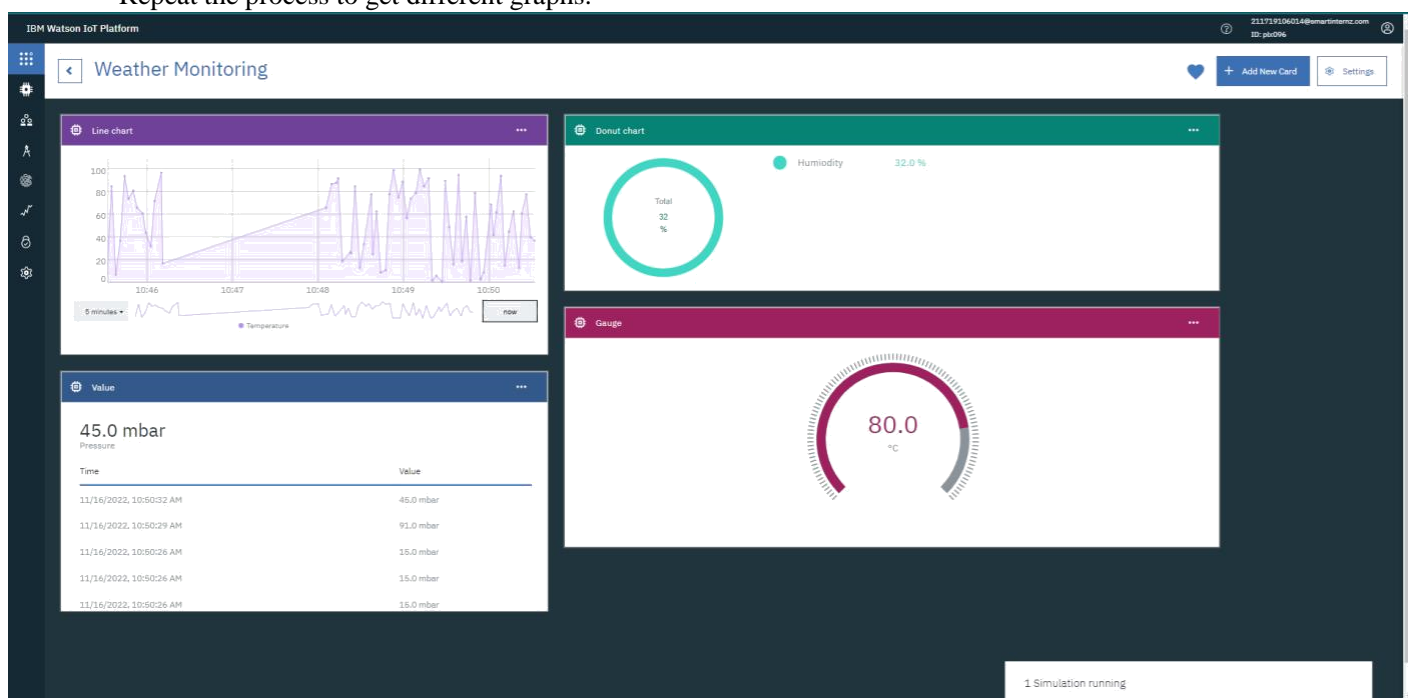 Repeat the process to get different graphs.
IBM Watson IoT Platform
211719106014@smartinternz.com
ID: plx096
Weather Monitoring
+ Add New Card
Settings
Line chart
100
80
60
40
20
0
10:46 10:47 10:48 10:49 10:50
5 minutes
now
Temperature
Donut chart
Humiodity 32.0 %
Total
32
%
Gauge
80.0
°C
Value
45.0 mbar
Pressure
Time Value
11/16/2022, 10:50:32 AM 45.0 mbar
11/16/2022, 10:50:29 AM 91.0 mbar
11/16/2022, 10:50:26 AM 15.0 mbar
11/16/2022, 10:50:26 AM 15.0 mbar
11/16/2022, 10:50:26 AM 15.0 mbar
1 Simulation running